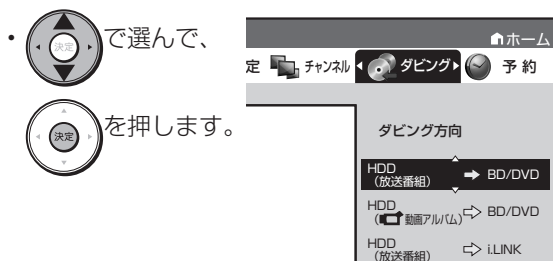 ・ 決定 で選んで、
決定 を押します。
ホーム
定 チャンネル ダビング 予約
ダビング方向
HDD
(放送番組) ➡ BD/DVD
HDD
(動画アルバム) ⇨ BD/DVD
HDD
(放送番組) ⇨ i.LINK